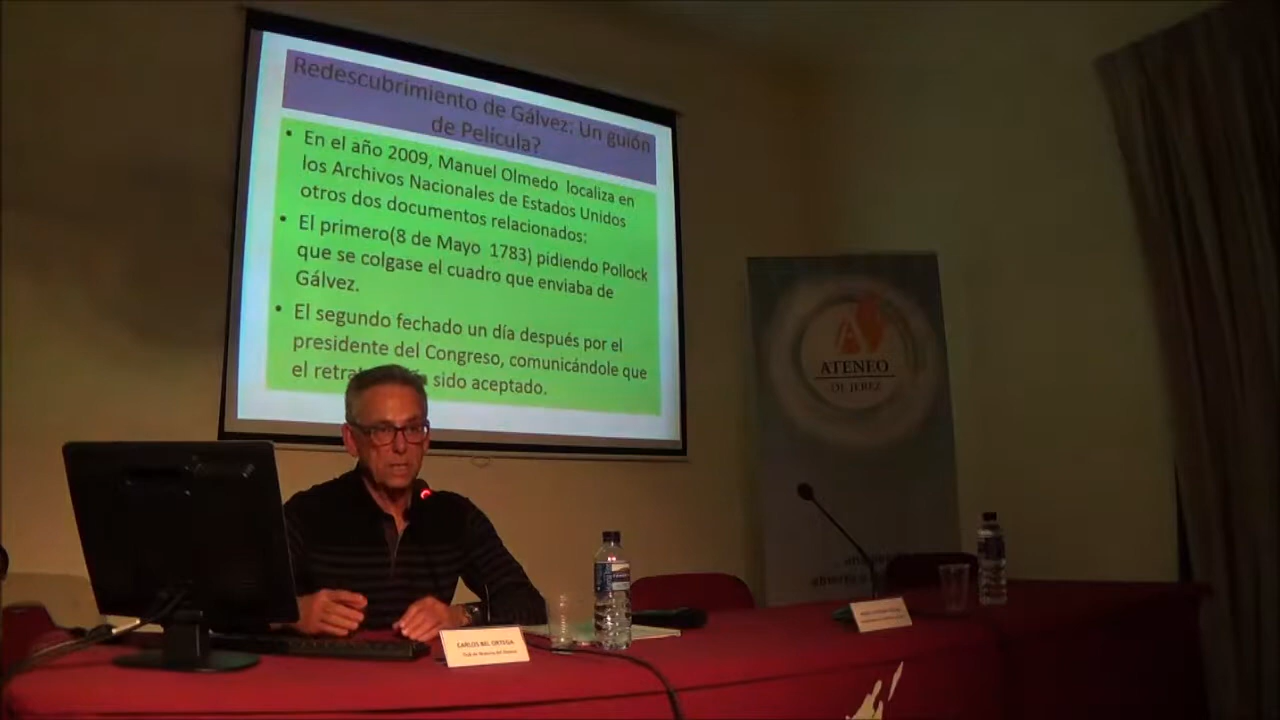 Redescubrimiento de Gálvez: Un guión
de Película?
• En el año 2009, Manuel Olmedo localiza en
los Archivos Nacionales de Estados Unidos
otros dos documentos relacionados:
• El primero(8 de Mayo 1783) pidiendo Pollock
que se colgase el cuadro que enviaba de
Gálvez.
• El segundo fechado un día después por el
presidente del Congreso, comunicándole que
el sido aceptado.
ATENEO
DE JEREZ
CARLOS ORTEGA